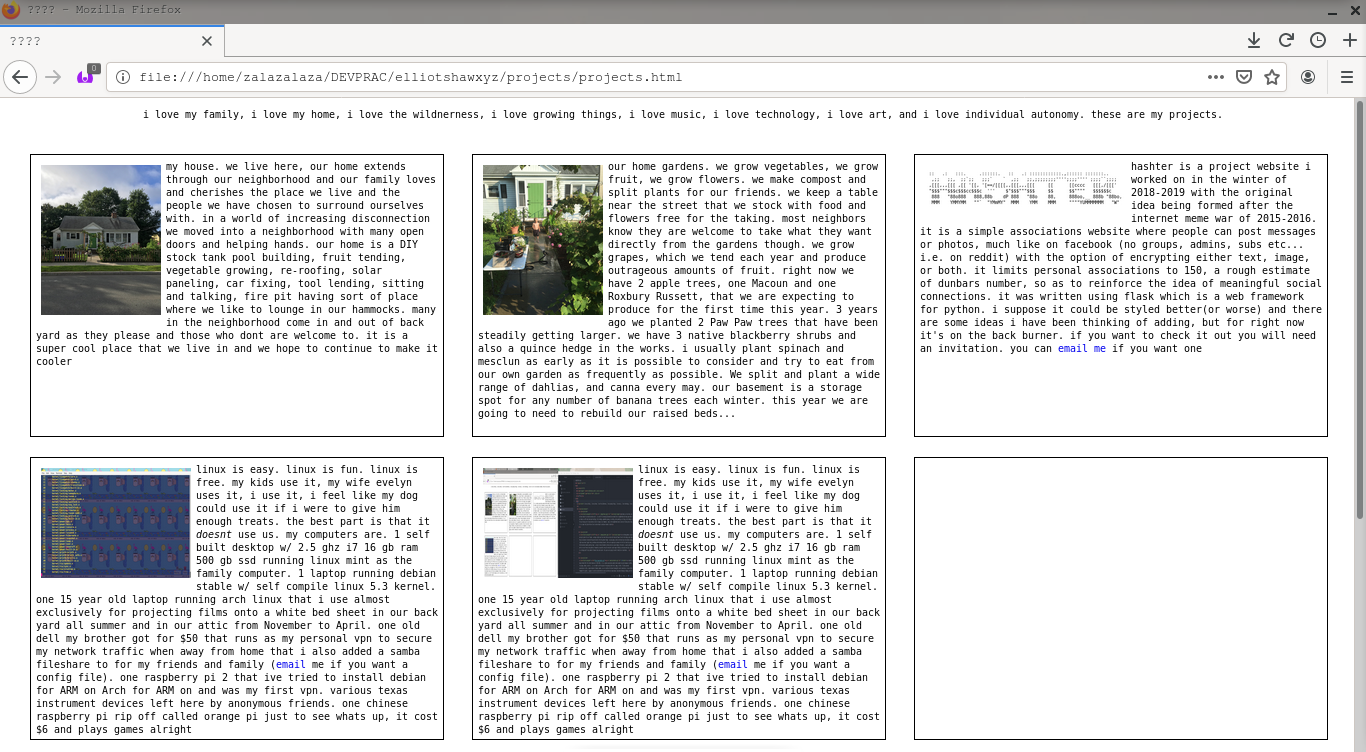 ???? - Mozilla Firefox
????
0
file:///home/zalazalaza/DEVPRAC/elliotshawxyz/projects/projects.html
i love my family, i love my home, i love the wildnerness, i love growing things, i love music, i love technology, i love art, and i love individual autonomy. these are my projects.
my house. we live here, our home extends
through our neighborhood and our family loves
and cherishes the place we live and the
people we have chosen to surround ourselves
with. in a world of increasing disconnection
we moved into a neighborhood with many open
doors and helping hands. our home is a DIY
stock tank pool building, fruit tending,
vegetable growing, re-roofing, solar
paneling, car fixing, tool lending, sitting
and talking, fire pit having sort of place
where we like to lounge in our hammocks. many
in the neighborhood come in and out of back
yard as they please and those who dont are welcome to. it is a
super cool place that we live in and we hope to continue to make it
cooler
our home gardens. we grow vegetables, we grow
fruit, we grow flowers. we make compost and
split plants for our friends. we keep a table
near the street that we stock with food and
flowers free for the taking. most neighbors
know they are welcome to take what they want
directly from the gardens though. we grow
grapes, which we tend each year and produce
outrageous amounts of fruit. right now we
have 2 apple trees, one Macoun and one
Roxbury Russett, that we are expecting to
produce for the first time this year. 3 years
ago we planted 2 Paw Paw trees that have been
steadily getting larger. we have 3 native blackberry shrubs and
also a quince hedge in the works. i usually plant spinach and
mesclun as early as it is possible to consider and try to eat from
our own garden as frequently as possible. We split and plant a wide
range of dahlias, and canna every may. our basement is a storage
spot for any number of banana trees each winter. this year we are
going to need to rebuild our raised beds...
hashter is a project website i
worked on in the winter of
2018-2019 with the original
idea being formed after the
internet meme war of 2015-2016.
it is a simple associations website where people can post messages
or photos, much like on facebook (no groups, admins, subs etc...
i.e. on reddit) with the option of encrypting either text, image,
or both. it limits personal associations to 150, a rough estimate
of dunbars number, so as to reinforce the idea of meaningful social
connections. it was written using flask which is a web framework
for python. i suppose it could be styled better(or worse) and there
are some ideas i have been thinking of adding, but for right now
it's on the back burner. if you want to check it out you will need
an invitation. you can email me if you want one
linux is easy. linux is fun. linux is
free. my kids use it, my wife evelyn
uses it, i use it, i feel like my dog
could use it if i were to give him
enough treats. the best part is that it
doesnt use us. my computers are. 1 self
built desktop w/ 2.5 ghz i7 16 gb ram
500 gb ssd running linux mint as the
family computer. 1 laptop running debian
stable w/ self compile linux 5.3 kernel.
one 15 year old laptop running arch linux that i use almost
exclusively for projecting films onto a white bed sheet in our back
yard all summer and in our attic from November to April. one old
dell my brother got for $50 that runs as my personal vpn to secure
my network traffic when away from home that i also added a samba
fileshare to for my friends and family (email me if you want a
config file). one raspberry pi 2 that ive tried to install debian
for ARM on Arch for ARM on and was my first vpn. various texas
instrument devices left here by anonymous friends. one chinese
raspberry pi rip off called orange pi just to see whats up, it cost
$6 and plays games alright
linux is easy. linux is fun. linux is
free. my kids use it, my wife evelyn
uses it, i use it, i feel like my dog
could use it if i were to give him
enough treats. the best part is that it
doesnt use us. my computers are. 1 self
built desktop w/ 2.5 ghz i7 16 gb ram
500 gb ssd running linux mint as the
family computer. 1 laptop running debian
stable w/ self compile linux 5.3 kernel.
one 15 year old laptop running arch linux that i use almost
exclusively for projecting films onto a white bed sheet in our back
yard all summer and in our attic from November to April. one old
dell my brother got for $50 that runs as my personal vpn to secure
my network traffic when away from home that i also added a samba
fileshare to for my friends and family (email me if you want a
config file). one raspberry pi 2 that ive tried to install debian
for ARM on Arch for ARM on and was my first vpn. various texas
instrument devices left here by anonymous friends. one chinese
raspberry pi rip off called orange pi just to see whats up, it cost
$6 and plays games alright